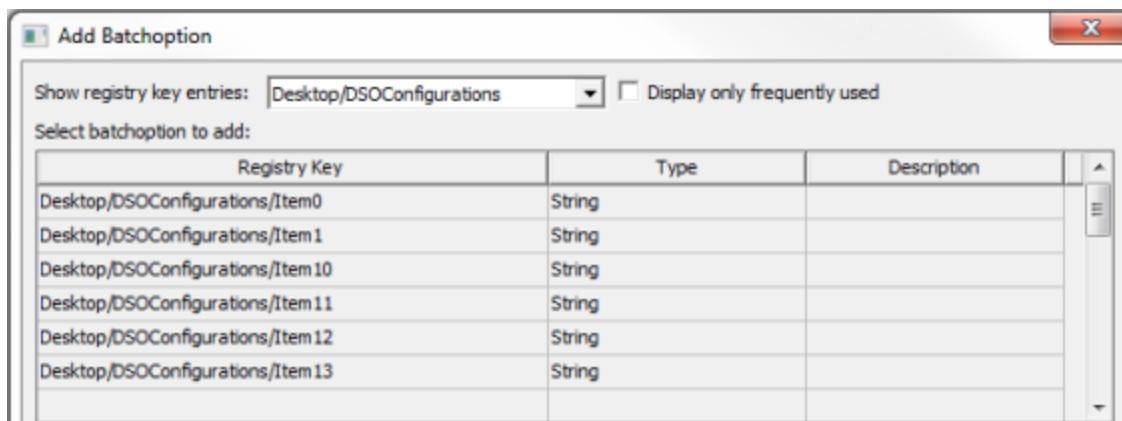 Add Batchoption
Show registry key entries: Desktop/DSOConfigurations Display only frequently used
Select batchoption to add:
Registry Key Type Description
Desktop/DSOConfigurations/Item0 String
Desktop/DSOConfigurations/Item1 String
Desktop/DSOConfigurations/Item10 String
Desktop/DSOConfigurations/Item11 String
Desktop/DSOConfigurations/Item12 String
Desktop/DSOConfigurations/Item13 String